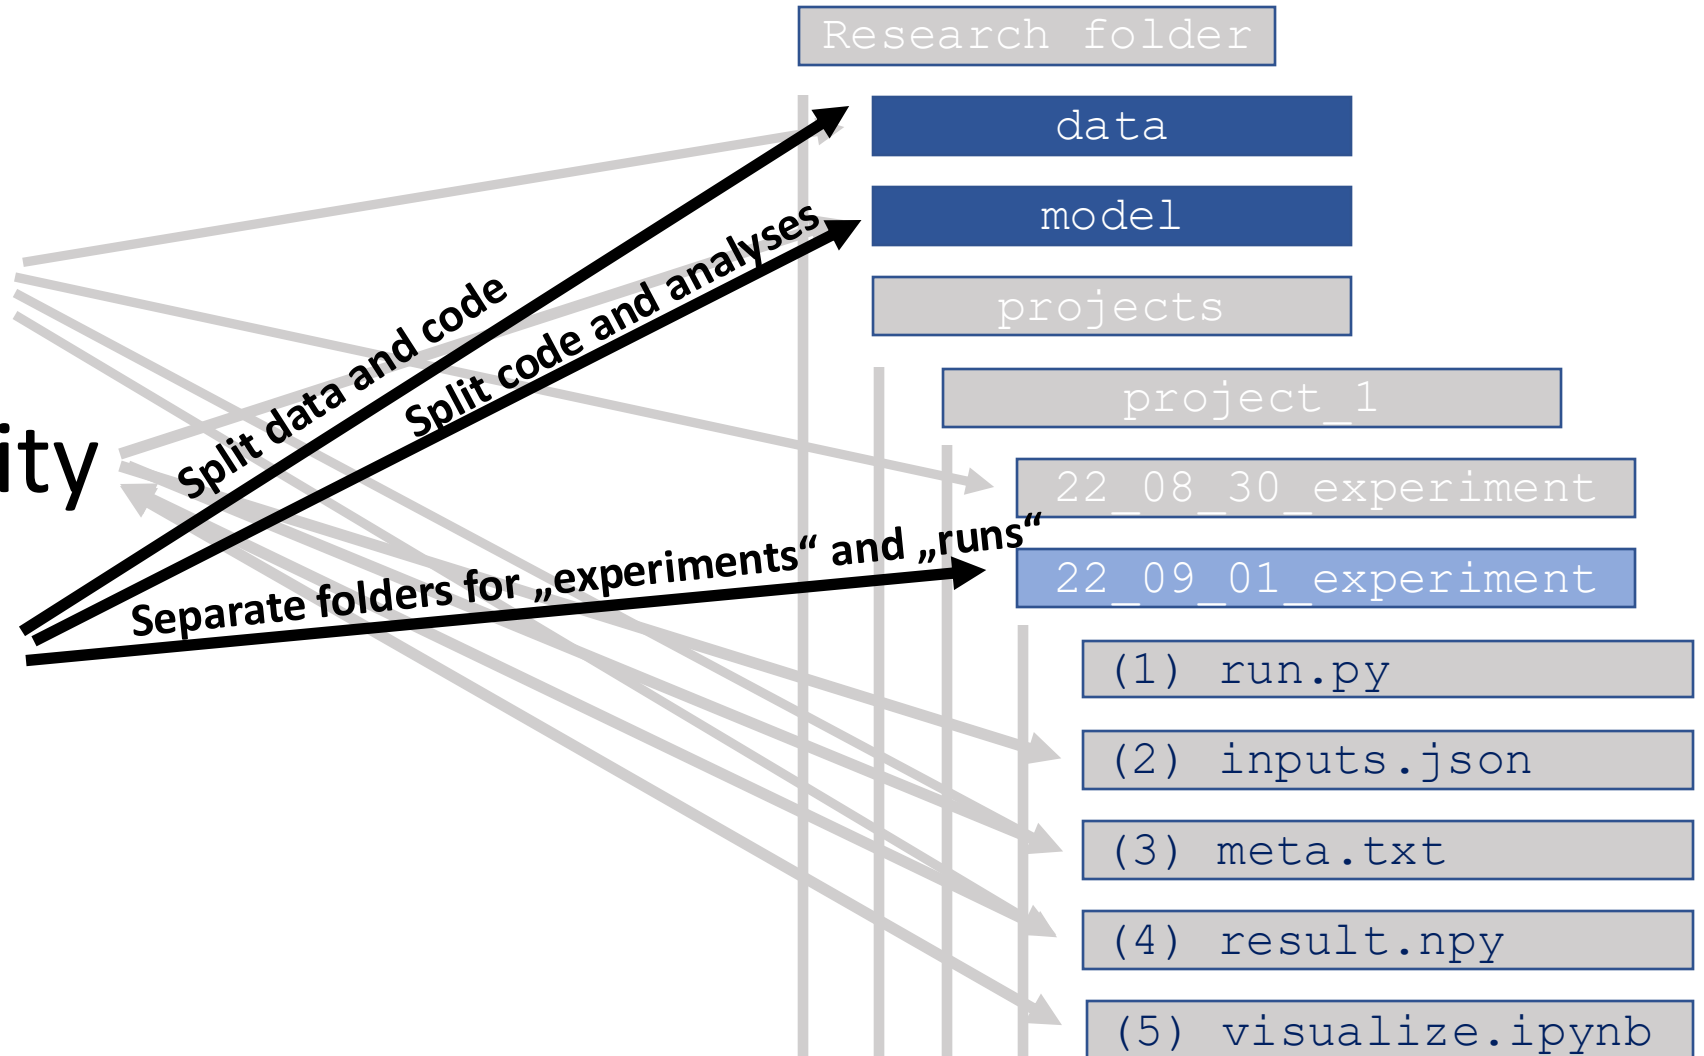 Research folder
data
model
projects
project_1
22_08_30_experiment
22_09_01_experiment
(1) run.py
(2) inputs.json
(3) meta.txt
(4) result.npy
(5) visualize.ipynb
Split data and code
Split code and analyses
ity
Separate folders for „experiments“ and „runs“